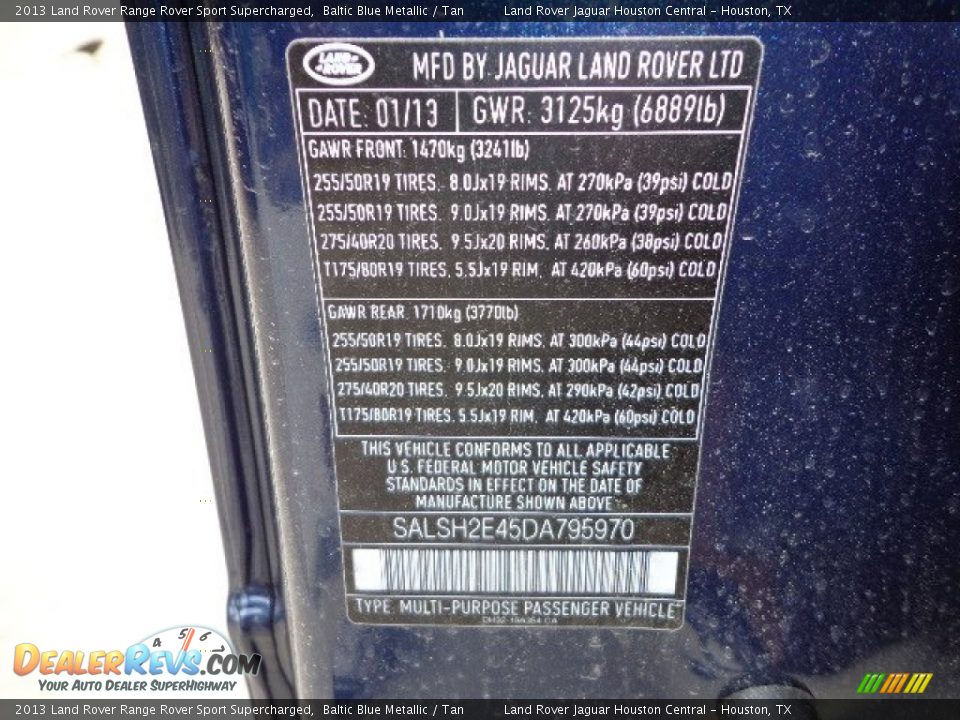 2013 Land Rover Range Rover Sport Supercharged, Baltic Blue Metallic / Tan Land Rover Jaguar Houston Central - Houston, TX
LAND ROVER MFD BY JAGUAR LAND ROVER LTD
DATE: 01/13 GWR: 3125kg (6889lb)
GAWR FRONT: 1470kg (3241lb)
255/50R19 TIRES. 8.0Jx19 RIMS. AT 270kPa (39psi) COLD
255/50R19 TIRES. 9.0Jx19 RIMS. AT 270kPa (39psi) COLD
275/40R20 TIRES. 9.5Jx20 RIMS. AT 260kPa (38psi) COLD
T175/80R19 TIRES. 5.5Jx19 RIM. AT 420kPa (60psi) COLD
GAWR REAR: 1710kg (3770lb)
255/50R19 TIRES. 8.0Jx19 RIMS. AT 300kPa (44psi) COLD
255/50R19 TIRES. 9.0Jx19 RIMS. AT 300kPa (44psi) COLD
275/40R20 TIRES. 9.5Jx20 RIMS. AT 290kPa (42psi) COLD
T175/80R19 TIRES. 5.5Jx19 RIM. AT 420kPa (60psi) COLD
THIS VEHICLE CONFORMS TO ALL APPLICABLE
U.S. FEDERAL MOTOR VEHICLE SAFETY
STANDARDS IN EFFECT ON THE DATE OF
MANUFACTURE SHOWN ABOVE
SALSH2E45DA795970
TYPE: MULTI-PURPOSE PASSENGER VEHICLE
4 5 6
DEALERREVS.COM
YOUR AUTO DEALER SUPERHIGHWAY
2013 Land Rover Range Rover Sport Supercharged, Baltic Blue Metallic / Tan Land Rover Jaguar Houston Central - Houston, TX